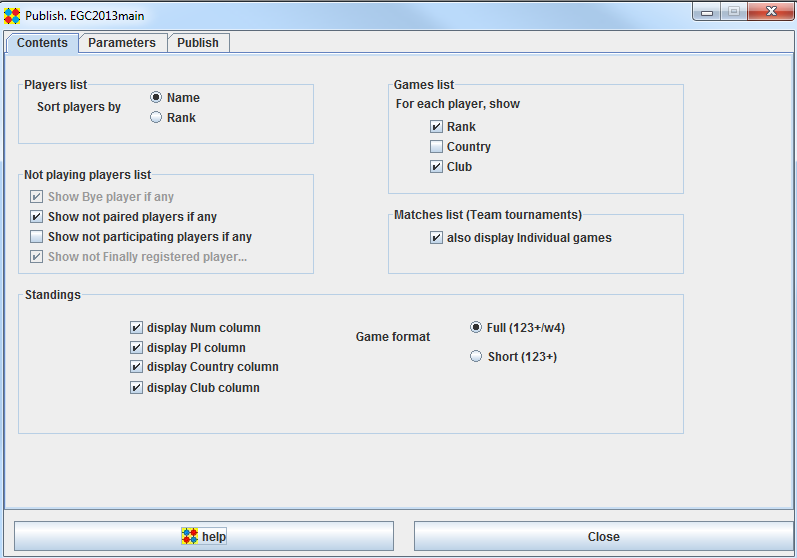 Publish. EGC2013main
Contents Parameters Publish
Players list
Sort players by
Name
Rank
Games list
For each player, show
Rank
Country
Club
Not playing players list
Show Bye player if any
Show not paired players if any
Show not participating players if any
Show not Finally registered player...
Matches list (Team tournaments)
also display Individual games
Standings
display Num column
display Pl column
display Country column
display Club column
Game format
Full (123+/w4)
Short (123+)
help
Close